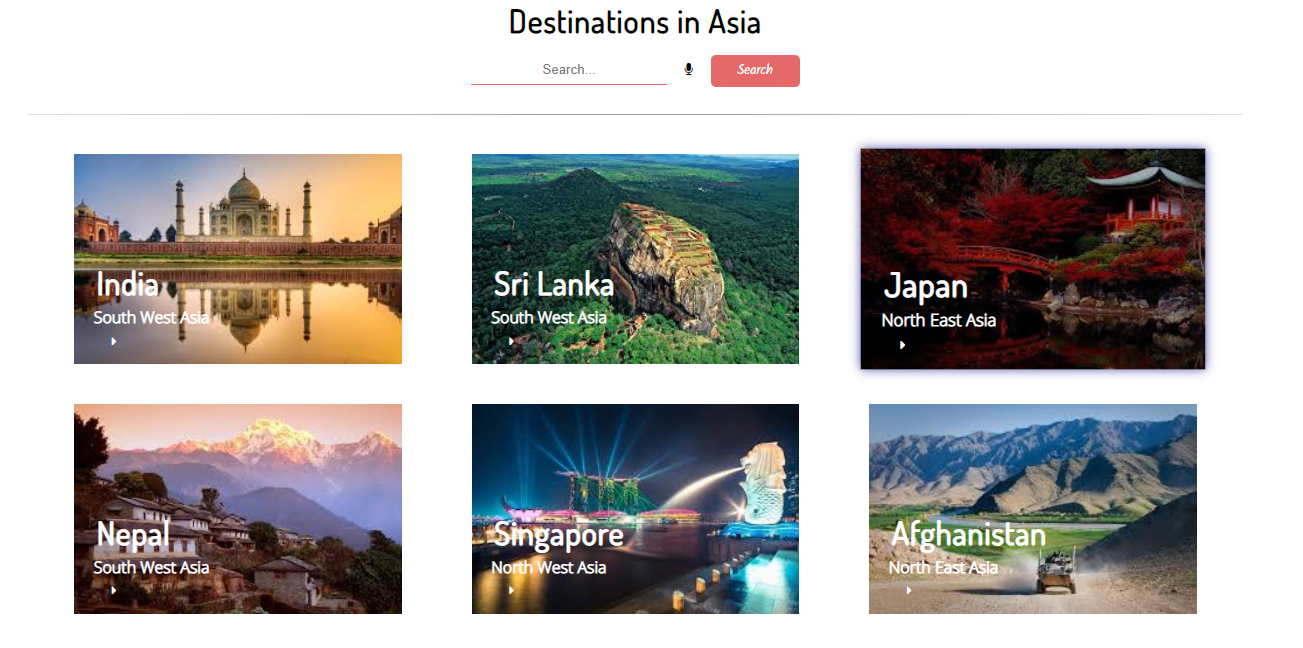 Destinations in Asia
Search...
Search
India
South West Asia
Sri Lanka
South West Asia
Japan
North East Asia
Nepal
South West Asia
Singapore
North West Asia
Afghanistan
North East Asia